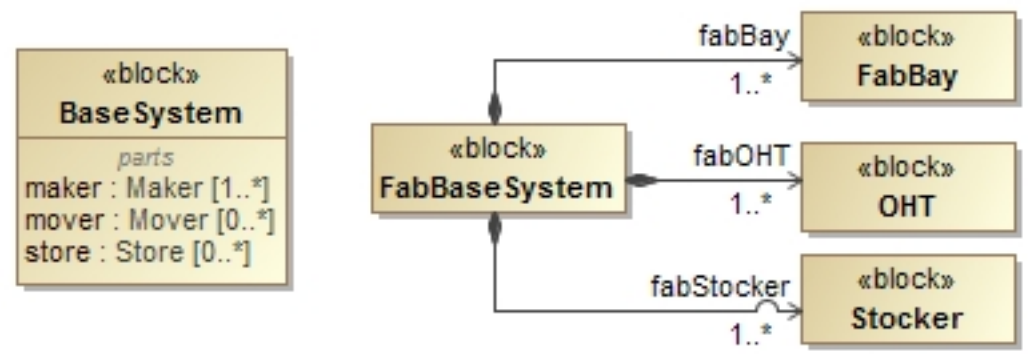 «block»
BaseSystem
parts
maker : Maker [1..*]
mover : Mover [0..*]
store : Store [0..*]
«block»
FabBaseSystem
fabBay
1..*
«block»
FabBay
fabOHT
1..*
«block»
OHT
fabStocker
1..*
«block»
Stocker